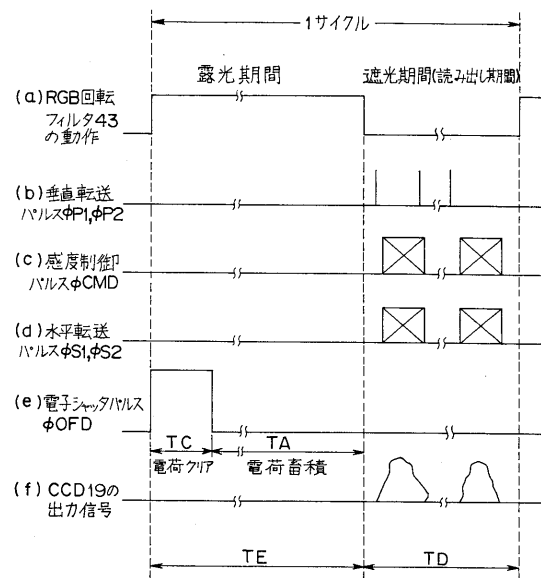 1サイクル
露光期間
遮光期間(読み出し期間)
(a) RGB回転
フィルタ43
の動作
(b) 垂直転送
パルスΦP1,ΦP2
(c) 感度制御
パルスΦCMD
(d) 水平転送
パルスΦS1,ΦS2
(e) 電子シャッタパルス
ΦOFD
TC
TA
電荷クリア
電荷畜積
(f) CCD19の
出力信号
TE
TD